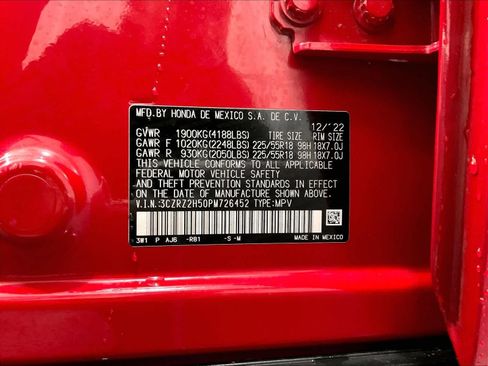 MFD.BY HONDA DE MEXICO S.A. DE C.V.
12/'22
GVWR 1900KG(4188LBS) TIRE SIZE RIM SIZE
GAWR F 1020KG(2248LBS) 225/55R18 98H 18X7.0J
GAWR R 930KG(2050LBS) 225/55R18 98H 18X7.0J
THIS VEHICLE CONFORMS TO ALL APPLICABLE
FEDERAL MOTOR VEHICLE SAFETY STANDARDS IN EFFECT
ON THE DATE OF MANUFACTURE SHOWN ABOVE.
V.I.N.:3CZRZ2H50PM726452 TYPE:MPV
3W1 P AJ6 -R81 -S -M MADE IN MEXICO